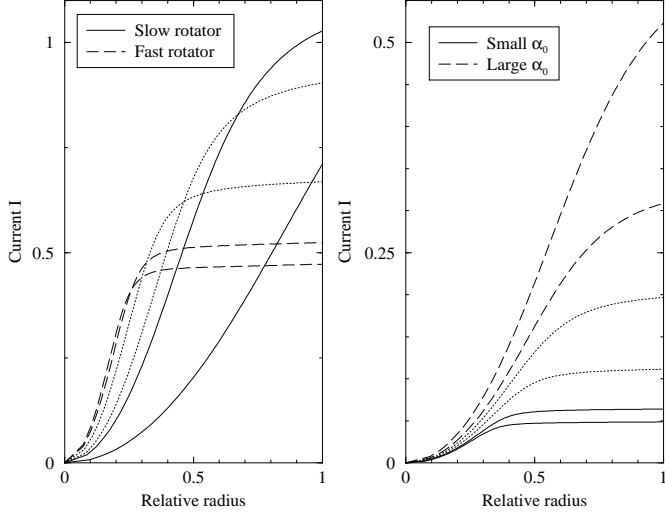 Slow rotator
Fast rotator
Current I
1
0.5
0
0
0.5
1
Relative radius
Small α₀
Large α₀
Current I
0.5
0.25
0
0
0.5
1
Relative radius